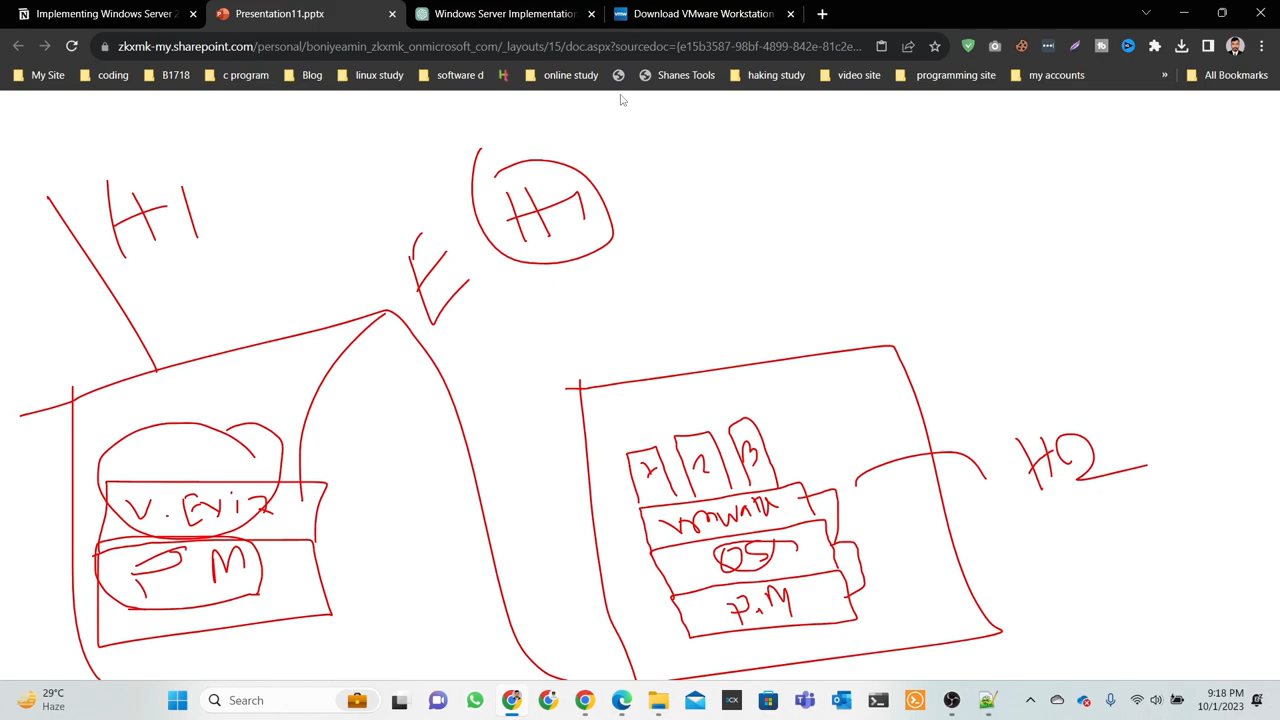 Implementing Windows Server 2
Presentation11.pptx
Windows Server Implementation
Download VMware Workstation
zkxmk-my.sharepoint.com/personal/boniyeamin_zkxmk_onmicrosoft_com/_layouts/15/doc.aspx?sourcedoc={e15b3587-98bf-4899-842e-81c2e...
My Site
coding
B1718
c program
Blog
linux study
software d
online study
Shanes Tools
haking study
video site
programming site
my accounts
»
All Bookmarks
H1
H1
E
1 2 3
vmware
H2
OS
P.M
P M
29°C
Haze
Search
9:18 PM
10/1/2023